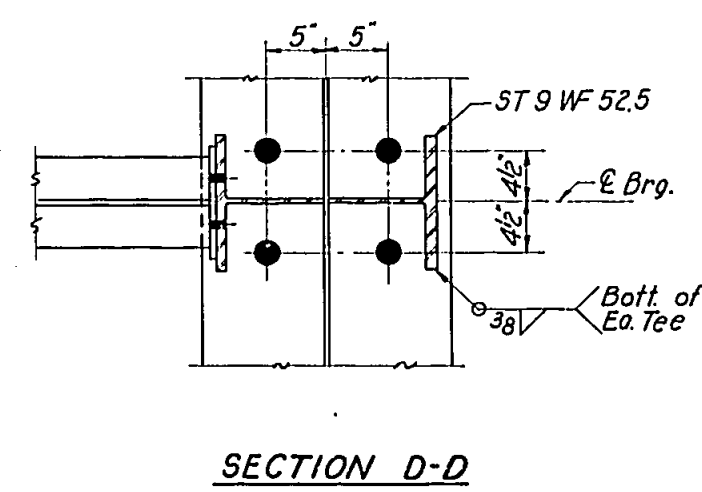 5" 5"
ST 9 WF 52.5
4½"
℄ Brg.
4½"
3/8
Bott. of
Ea. Tee
SECTION D-D